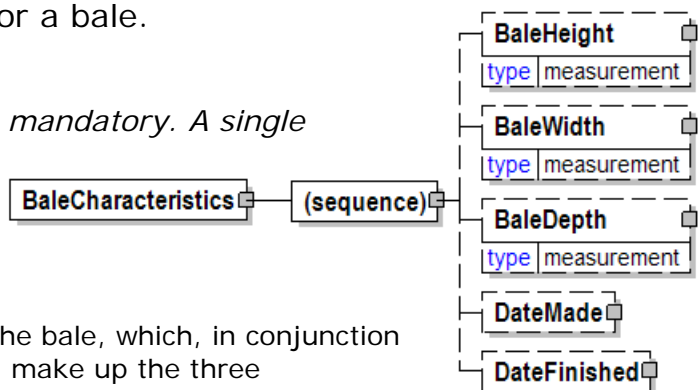 or a bale.
mandatory. A single
he bale, which, in conjunction
make up the three
BaleCharacteristics
(sequence)
BaleHeight
type measurement
BaleWidth
type measurement
BaleDepth
type measurement
DateMade
DateFinished